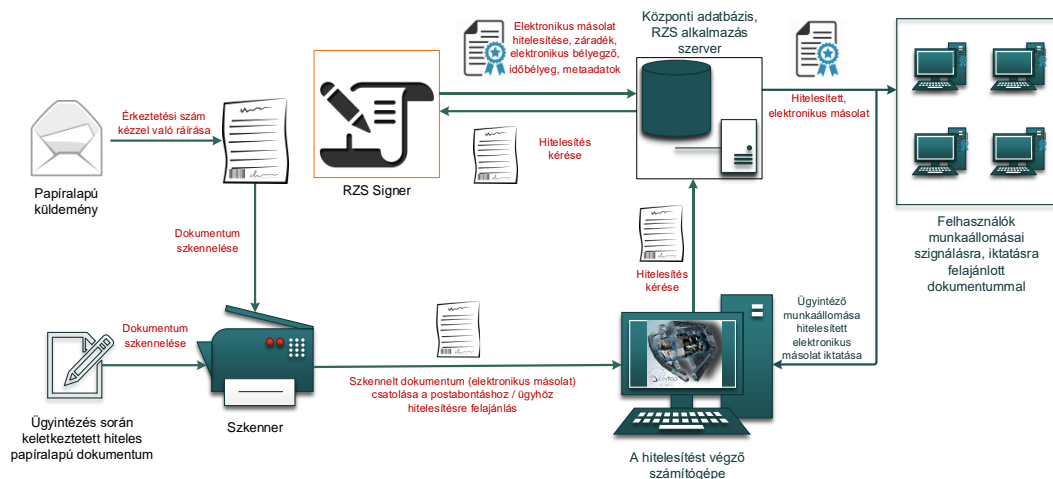 Elektronikus másolat
hitelesítése, záradék,
elektronikus bélyegző,
időbélyeg, metaadatok
Központi adatbázis,
RZS alkalmazás
szerver
Érkeztetési szám
kézzel való ráírása
Hitelesített,
elektronikus másolat
Hitelesítés
kérése
Papíralapú
küldemény
RZS Signer
Felhasználók
munkaállomásai
szignálásra, iktatásra
felajánlott
dokumentummal
Dokumentum
szkennelése
Hitelesítés
kérése
Ügyintéző
munkaállomása
hitelesített
elektronikus
másolat iktatása
Dokumentum
szkennelése
certop
Szkennelt dokumentum (elektronikus másolat)
csatolása a postabontáshoz / ügyhöz
hitelesítésre felajánlás
Ügyintézés során
keletkeztetett hiteles
papíralapú dokumentum
Szkenner
A hitelesítést végző
számítógépe